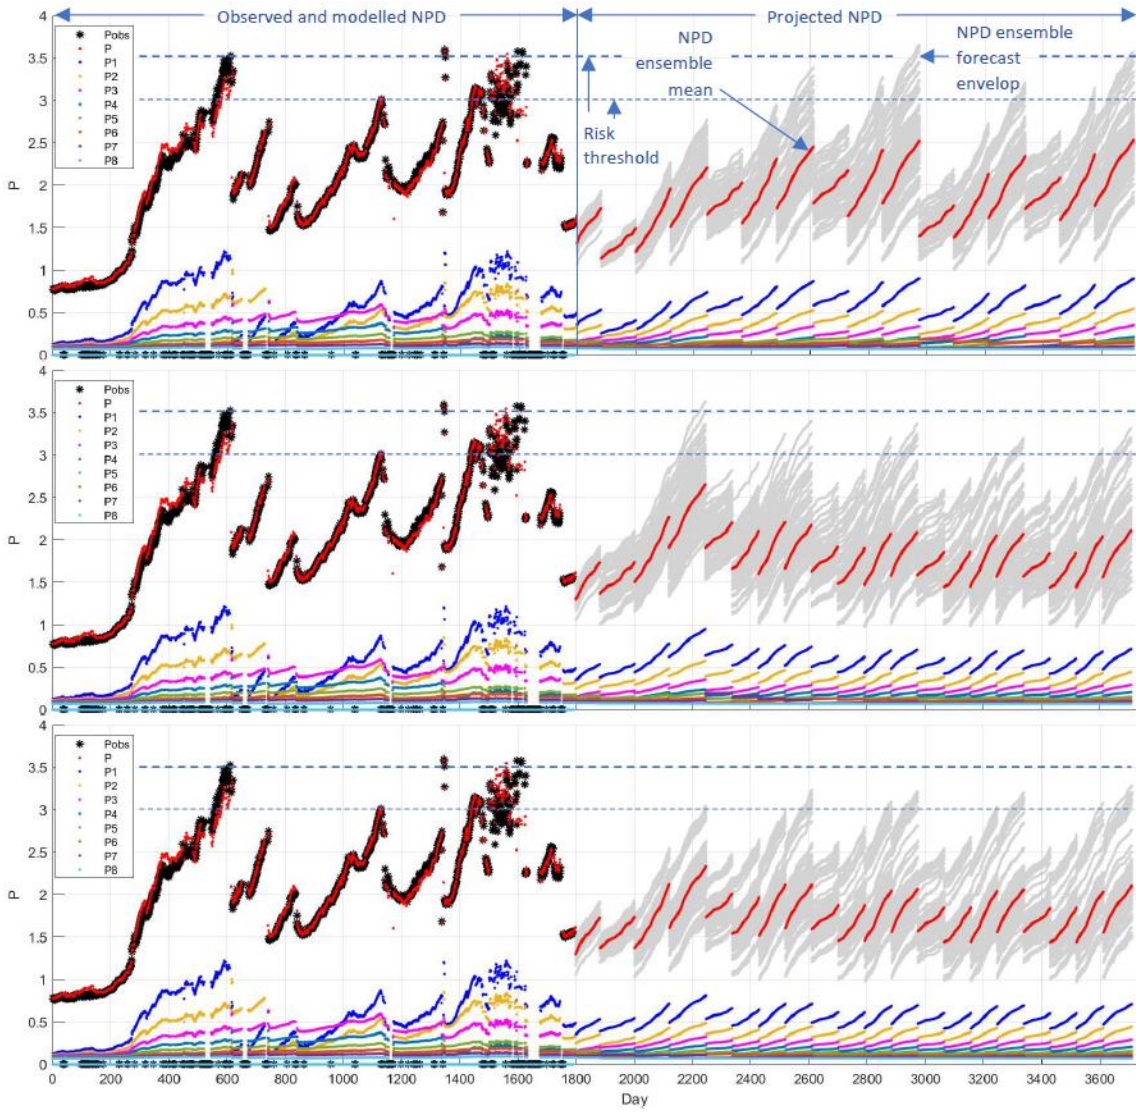 Observed and modelled NPD
Projected NPD
4
3.5
3
2.5
2
1.5
1
0.5
0
P
Pobs
P
P1
P2
P3
P4
P5
P6
P7
P8
NPD
ensemble
mean
NPD ensemble
forecast
envelop
Risk
threshold
4
3.5
3
2.5
2
1.5
1
0.5
0
P
Pobs
P
P1
P2
P3
P4
P5
P6
P7
P8
4
3.5
3
2.5
2
1.5
1
0.5
0
P
Pobs
P
P1
P2
P3
P4
P5
P6
P7
P8
0 200 400 600 800 1000 1200 1400 1600 1800 2000 2200 2400 2600 2800 3000 3200 3400 3600
Day